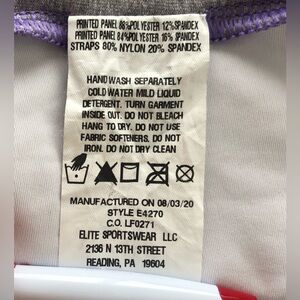 PRINTED PANEL 88% POLYESTER 12% SPANDEX
PRINTED PANEL 84% POLYESTER 16% SPANDEX
STRAPS 80% NYLON 20% SPANDEX
HAND WASH SEPARATELY
COLD WATER MILD LIQUID
DETERGENT. TURN GARMENT
INSIDE OUT. DO NOT BLEACH
HANG TO DRY. DO NOT USE
FABRIC SOFTENERS. DO NOT
IRON. DO NOT DRY CLEAN
MANUFACTURED ON 08/03/20
STYLE E4270
C.O. LF0271
ELITE SPORTSWEAR LLC
2136 N 13TH STREET
READING, PA 19604